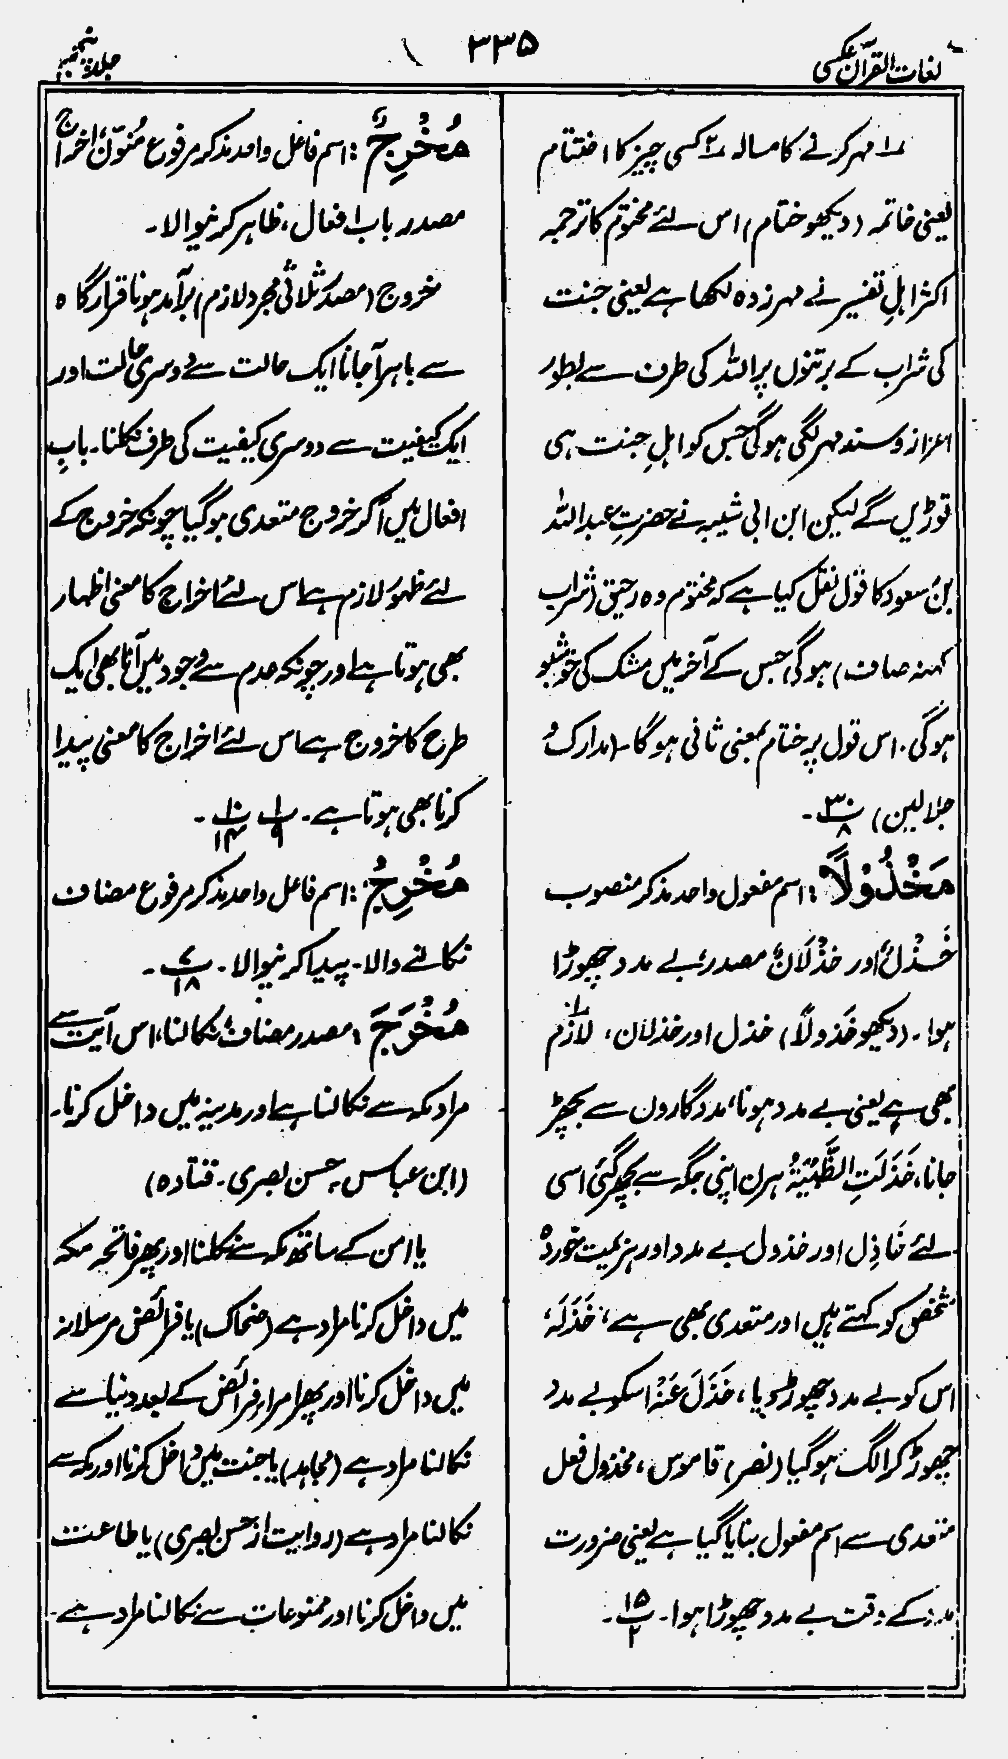 لغات القرآن عکسی
۳۳۵
جلد پنجم
۱؎ مہر کرنے کا مسالہ ۲؎ کسی چیز کا اختتام
یعنی خاتمہ (دیکھو ختام) اس لئے مختوم کا ترجمہ
اکثر اہلِ تفسیر نے مہر زدہ لکھا ہے یعنی جنت
کی شراب کے برتنوں پر اللہ کی طرف سے بطور
اعزاز و سند مہر لگی ہوگی جس کو اہلِ جنت ہی
توڑیں گے لیکن ابن ابی شیبہ نے حضرت عبداللہ
بن مسعود کا قول نقل کیا ہے کہ مختوم وہ رحیق (شراب
کہنہ صاف) ہوگی جس کے آخر میں مشک کی خوشبو
ہوگی۔ اس قول پر ختام بمعنی ثانی ہوگا۔ (مدارک و
جلالین) پ۳۰ ۸۔
مَخْذُوْلًا: اسم مفعول واحد مذکر منصوب
خَذْلٌ اور خِذْلَانٌ مصدر، بے مدد چھوڑا
ہوا۔ (دیکھو خَذُولًا) خذل اور خذلان، لازم
بھی ہے یعنی بے مدد ہونا، مددگاروں سے بچھڑ
جانا، خَذَلَتِ الظَّبْیَۃُ ہرن اپنی جگہ سے بچھڑ گئی اسی
لئے خَاذِل اور خذول بے مدد اور ہزیمت خوردہ
شخص کو کہتے ہیں اور متعدی بھی ہے، خَذَلَہٗ،
اس کو بے مدد چھوڑ دیا، خَذَلَ عَنْہُ اسکو بے مدد
چھوڑ کر الگ ہوگیا (نصر) قاموس، مخذول فعل
متعدی سے اسم مفعول بنایا گیا ہے یعنی ضرورت
مدد کے وقت بے مدد چھوڑا ہوا۔ پ۱۵ ۲۔
مُخْرِجٌ: اسم فاعل واحد مذکر مرفوع مُنوّن، اخراج
مصدر باب افعال، ظاہر کرنیوالا۔
خروج (مصدر ثلاثی مجرد لازم) برآمد ہونا قرارگاہ
سے باہر آجانا ایک حالت سے دوسری حالت اور
ایک کیفیت سے دوسری کیفیت کی طرف نکلنا۔ بابِ
افعال میں آکر خروج متعدی ہوگیا چونکہ خروج کے
لئے ظہور لازم ہے اس لئے اخراج کا معنی اظہار
بھی ہوتا ہے اور چونکہ عدم سے وجود میں آنا بھی ایک
طرح کا خروج ہے اس لئے اخراج کا معنی پیدا
کرنا بھی ہوتا ہے۔ پ۱ ۹ پ۱۰ ۱۴۔
مُخْرِجُ: اسم فاعل واحد مذکر مرفوع مضاف
نکالنے والا۔ پیدا کرنیوالا۔ پ۷ ۱۸۔
مُخْرَجَ: مصدر مضاف، نکالنا، اس آیت سے
مراد مکہ سے نکالنا ہے اور مدینہ میں داخل کرنا۔
(ابن عباس۔ حسن بصری۔ قتادہ)
یا امن کے ساتھ مکہ سے نکلنا اور پھر فاتحہ مکہ
میں داخل کرنا مراد ہے (ضحاک) یا فرائض مرسلانہ
میں داخل کرنا اور پھر فرائض کے بعد دنیا سے
نکالنا مراد ہے (مجاہد) یا جنت میں داخل کرنا اور مکہ سے
نکالنا مراد ہے (روایت از حسن بصری) یا طاعت
میں داخل کرنا اور ممنوعات سے نکالنا مراد ہے۔